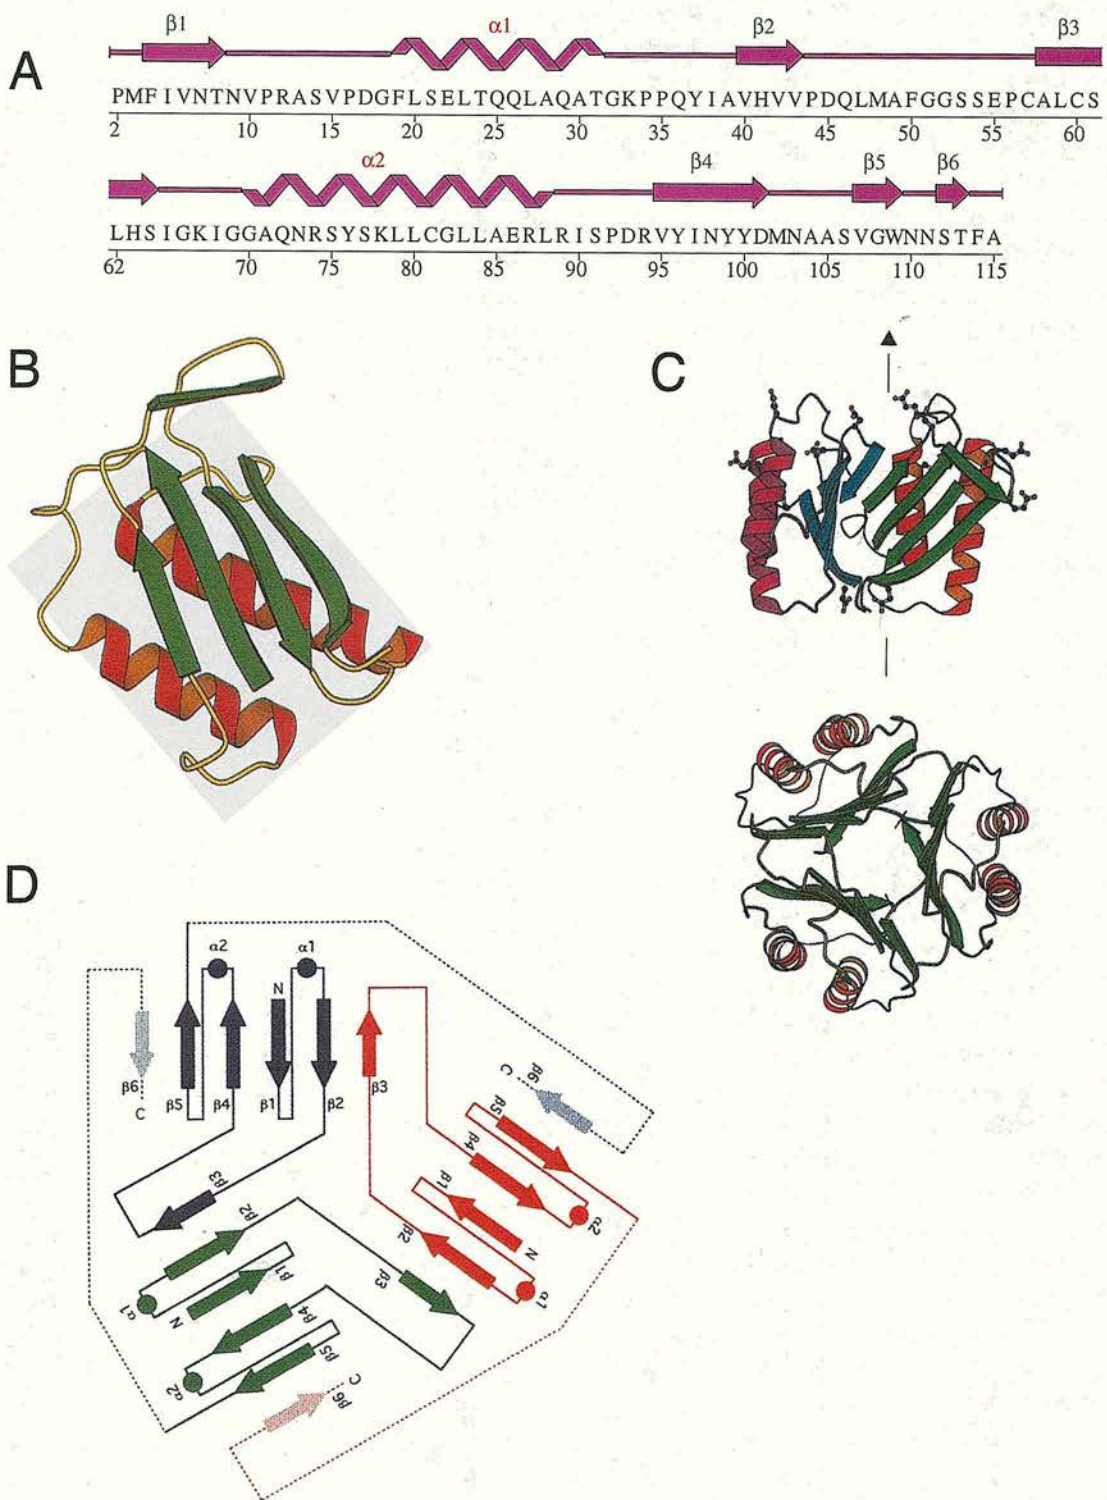 A
β1 α1 β2 β3
PMFIVNTNVPRASVPDGFLSELTQQLAQATGKPPQYIAVHVVPDQLMAFGGSSEPCALCS
2 10 15 20 25 30 35 40 45 50 55 60
α2 β4 β5 β6
LHSIGKIGGAQNRSYSKLLCGLLAERLRISPDRVYINYYDMNAASVGWNNSTFA
62 70 75 80 85 90 95 100 105 110 115
B
C
D
α2 α1
N
β6 β5 β4 β1 β2 β3
C
C β6
β5
β4
β1
β2
N
α2
α1
β3
β2
β1
β3
α1
N
β4
β5
α2
β6
C